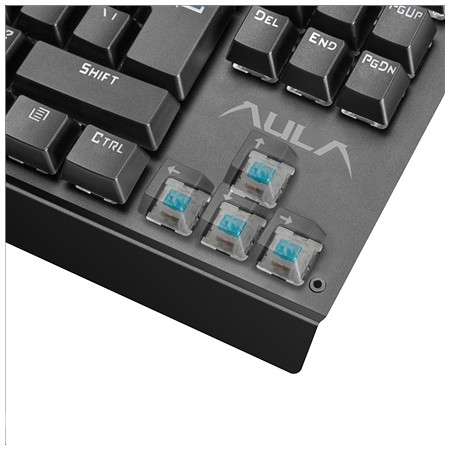 PGUP
DEL
END
PGDN
\|
?
SHIFT
CTRL
AULA